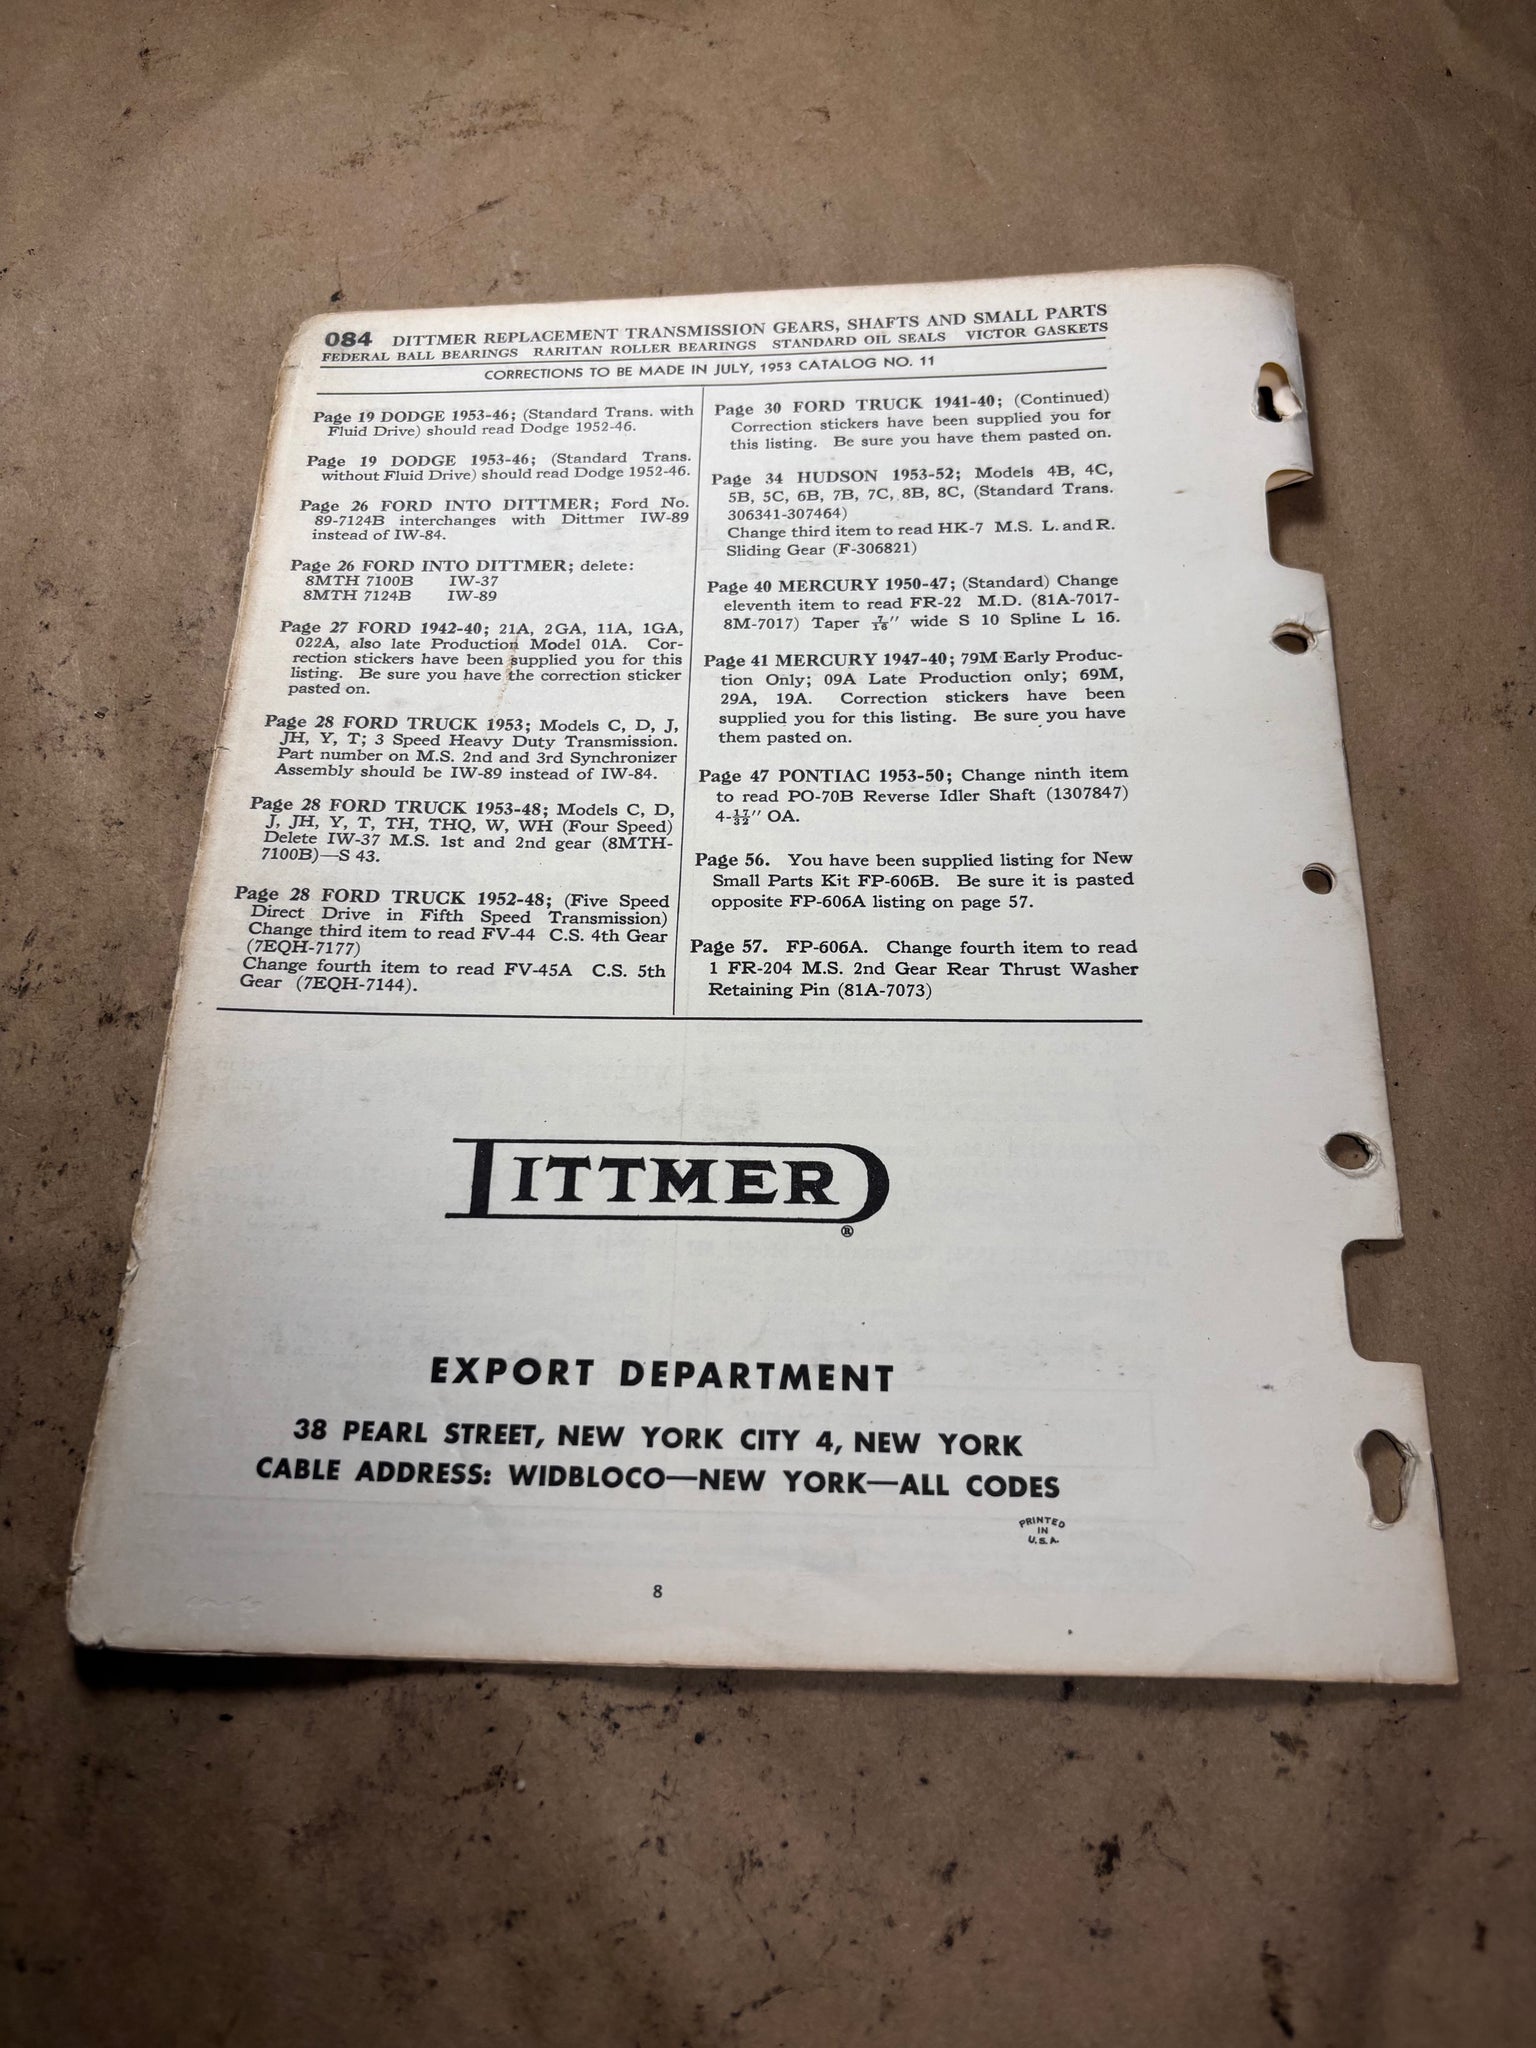 084 DITTMER REPLACEMENT TRANSMISSION GEARS, SHAFTS AND SMALL PARTS
FEDERAL BALL BEARINGS RARITAN ROLLER BEARINGS STANDARD OIL SEALS VICTOR GASKETS
CORRECTIONS TO BE MADE IN JULY, 1953 CATALOG NO. 11
Page 19 DODGE 1953-46; (Standard Trans. with
Fluid Drive) should read Dodge 1952-46.
Page 19 DODGE 1953-46; (Standard Trans.
without Fluid Drive) should read Dodge 1952-46.
Page 26 FORD INTO DITTMER; Ford No.
89-7124B interchanges with Dittmer IW-89
instead of IW-84.
Page 26 FORD INTO DITTMER; delete:
8MTH 7100B IW-37
8MTH 7124B IW-89
Page 27 FORD 1942-40; 21A, 2GA, 11A, 1GA,
022A, also late Production Model 01A. Cor-
rection stickers have been supplied you for this
listing. Be sure you have the correction sticker
pasted on.
Page 28 FORD TRUCK 1953; Models C, D, J,
JH, Y, T; 3 Speed Heavy Duty Transmission.
Part number on M.S. 2nd and 3rd Synchronizer
Assembly should be IW-89 instead of IW-84.
Page 28 FORD TRUCK 1953-48; Models C, D,
J, JH, Y, T, TH, THQ, W, WH (Four Speed)
Delete IW-37 M.S. 1st and 2nd gear (8MTH-
7100B)—S 43.
Page 28 FORD TRUCK 1952-48; (Five Speed
Direct Drive in Fifth Speed Transmission)
Change third item to read FV-44 C.S. 4th Gear
(7EQH-7177)
Change fourth item to read FV-45A C.S. 5th
Gear (7EQH-7144).
Page 30 FORD TRUCK 1941-40; (Continued)
Correction stickers have been supplied you for
this listing. Be sure you have them pasted on.
Page 34 HUDSON 1953-52; Models 4B, 4C,
5B, 5C, 6B, 7B, 7C, 8B, 8C, (Standard Trans.
306341-307464)
Change third item to read HK-7 M.S. L. and R.
Sliding Gear (F-306821)
Page 40 MERCURY 1950-47; (Standard) Change
eleventh item to read FR-22 M.D. (81A-7017-
8M-7017) Taper 7/16" wide S 10 Spline L 16.
Page 41 MERCURY 1947-40; 79M Early Produc-
tion Only; 09A Late Production only; 69M,
29A, 19A. Correction stickers have been
supplied you for this listing. Be sure you have
them pasted on.
Page 47 PONTIAC 1953-50; Change ninth item
to read PO-70B Reverse Idler Shaft (1307847)
4-17/32" OA.
Page 56. You have been supplied listing for New
Small Parts Kit FP-606B. Be sure it is pasted
opposite FP-606A listing on page 57.
Page 57. FP-606A. Change fourth item to read
1 FR-204 M.S. 2nd Gear Rear Thrust Washer
Retaining Pin (81A-7073)
DITTMER
®
EXPORT DEPARTMENT
38 PEARL STREET, NEW YORK CITY 4, NEW YORK
CABLE ADDRESS: WIDBLOCO—NEW YORK—ALL CODES
PRINTED
IN
U.S.A.
8